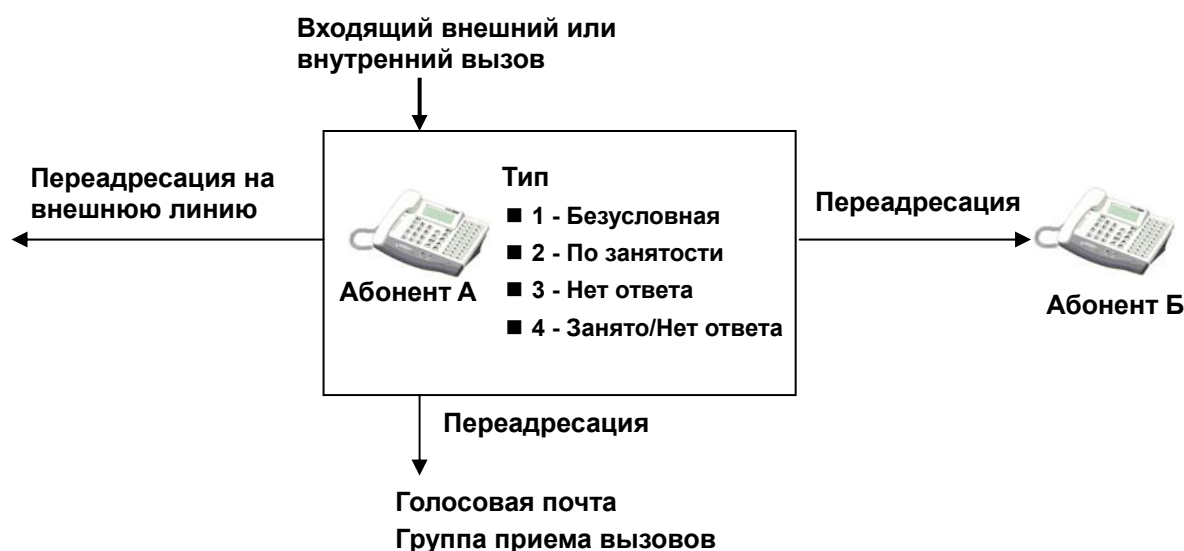 Входящий внешний или
внутренний вызов
Переадресация на
внешнюю линию
Тип
■ 1 - Безусловная
■ 2 - По занятости
■ 3 - Нет ответа
■ 4 - Занято/Нет ответа
Абонент А
Переадресация
Абонент Б
Переадресация
Голосовая почта
Группа приема вызовов